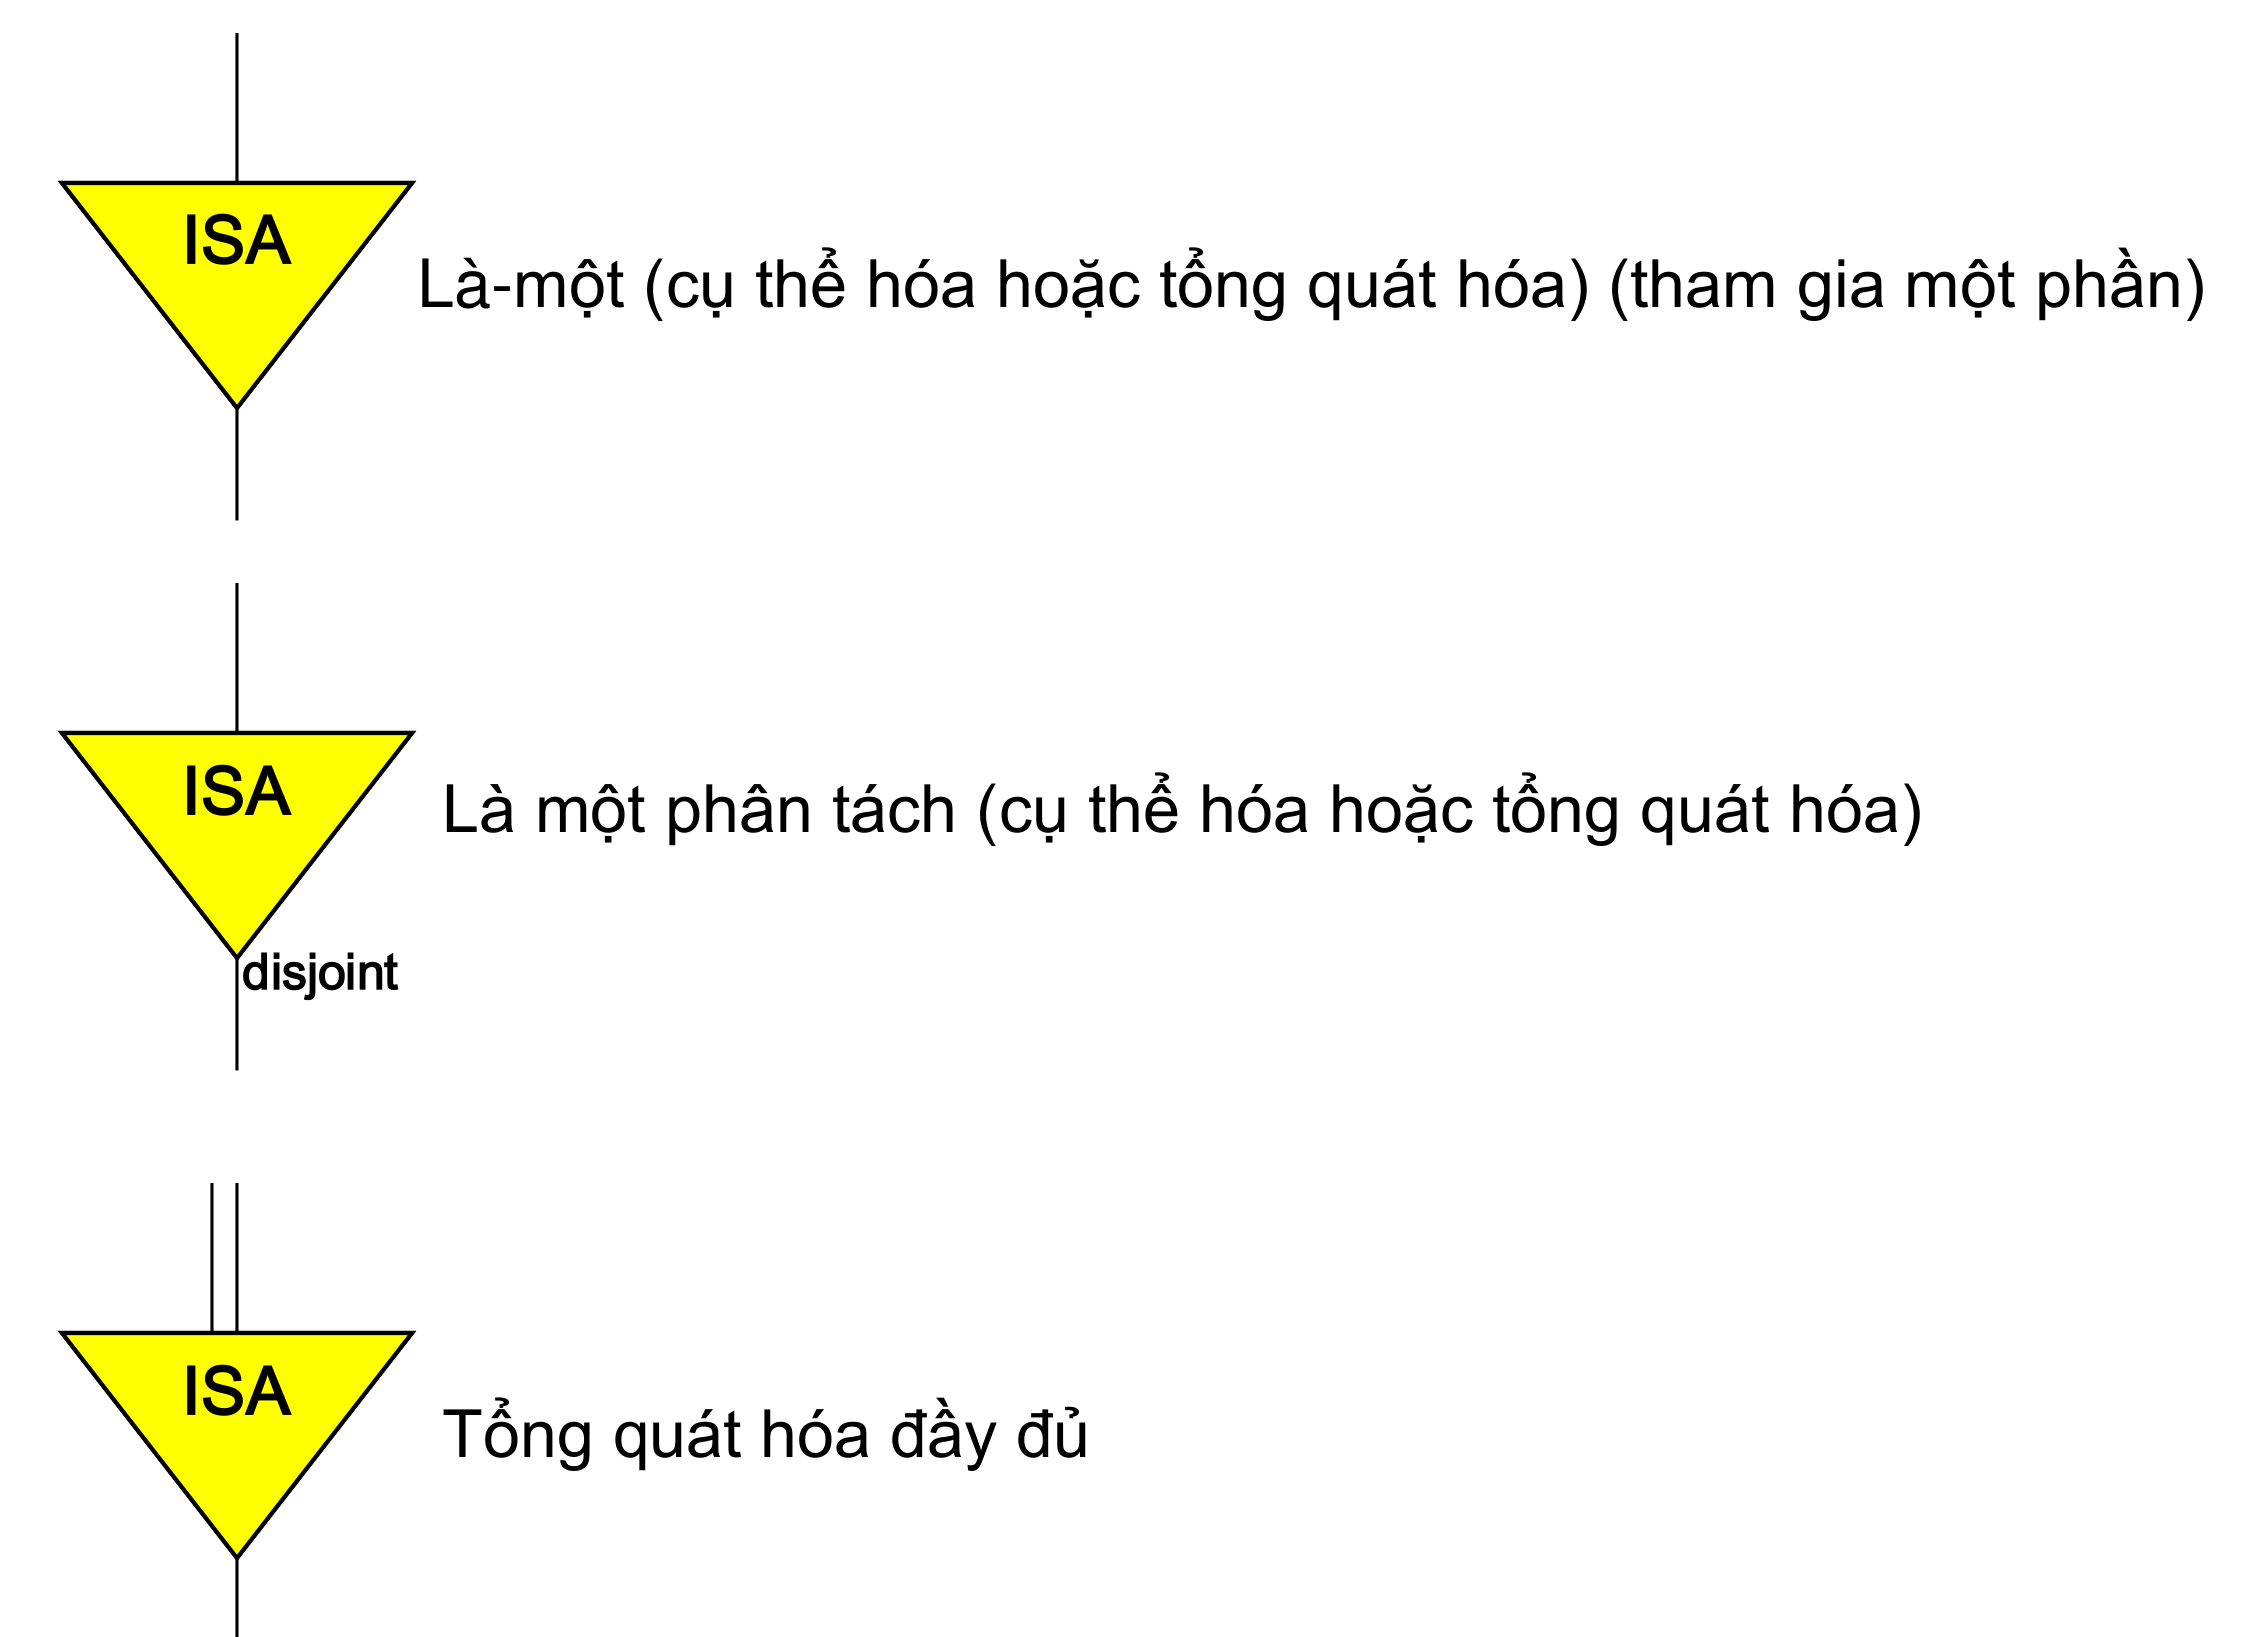 ISA
Là-một (cụ thể hóa hoặc tổng quát hóa) (tham gia một phần)
ISA
Là một phân tách (cụ thể hóa hoặc tổng quát hóa)
disjoint
ISA
Tổng quát hóa đầy đủ